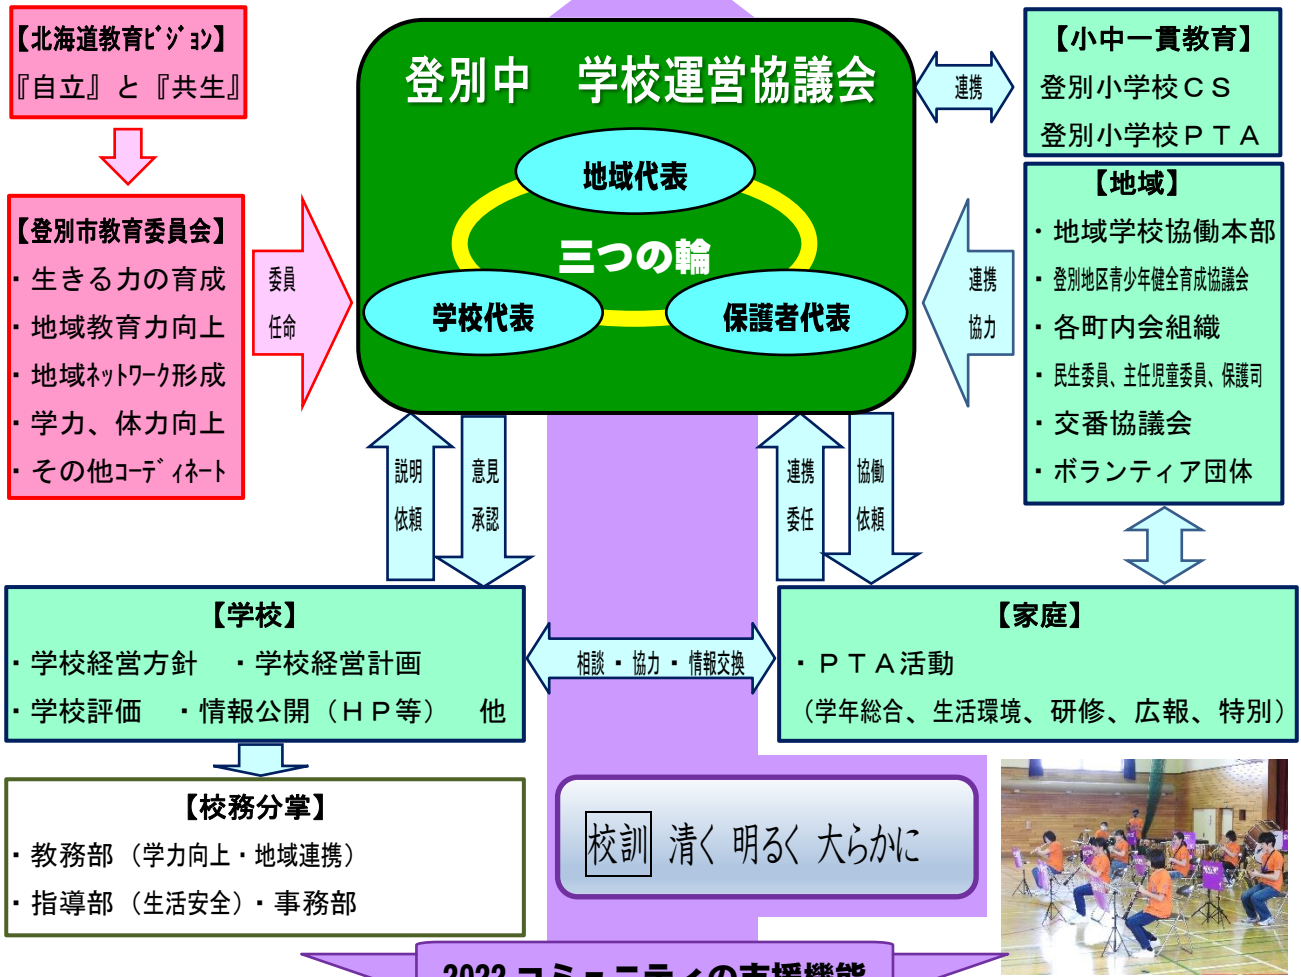 【北海道教育ビジョン】
『自立』と『共生』
【登別市教育委員会】
・生きる力の育成
・地域教育力向上
・地域ネットワーク形成
・学力、体力向上
・その他コーディネート
委員
任命
登別中　学校運営協議会
地域代表
三つの輪
学校代表
保護者代表
連携
【小中一貫教育】
登別小学校ＣＳ
登別小学校ＰＴＡ
【地域】
・地域学校協働本部
・登別地区青少年健全育成協議会
・各町内会組織
・民生委員、主任児童委員、保護司
・交番協議会
・ボランティア団体
連携
協力
説明
依頼
意見
承認
連携
委任
協働
依頼
【学校】
・学校経営方針　・学校経営計画
・学校評価　・情報公開（ＨＰ等）　他
相談・協力・情報交換
【家庭】
・ＰＴＡ活動
（学年総合、生活環境、研修、広報、特別）
【校務分掌】
・教務部（学力向上・地域連携）
・指導部（生活安全）・事務部
校訓 清く 明るく 大らかに
2022 コミュニティの支援機能